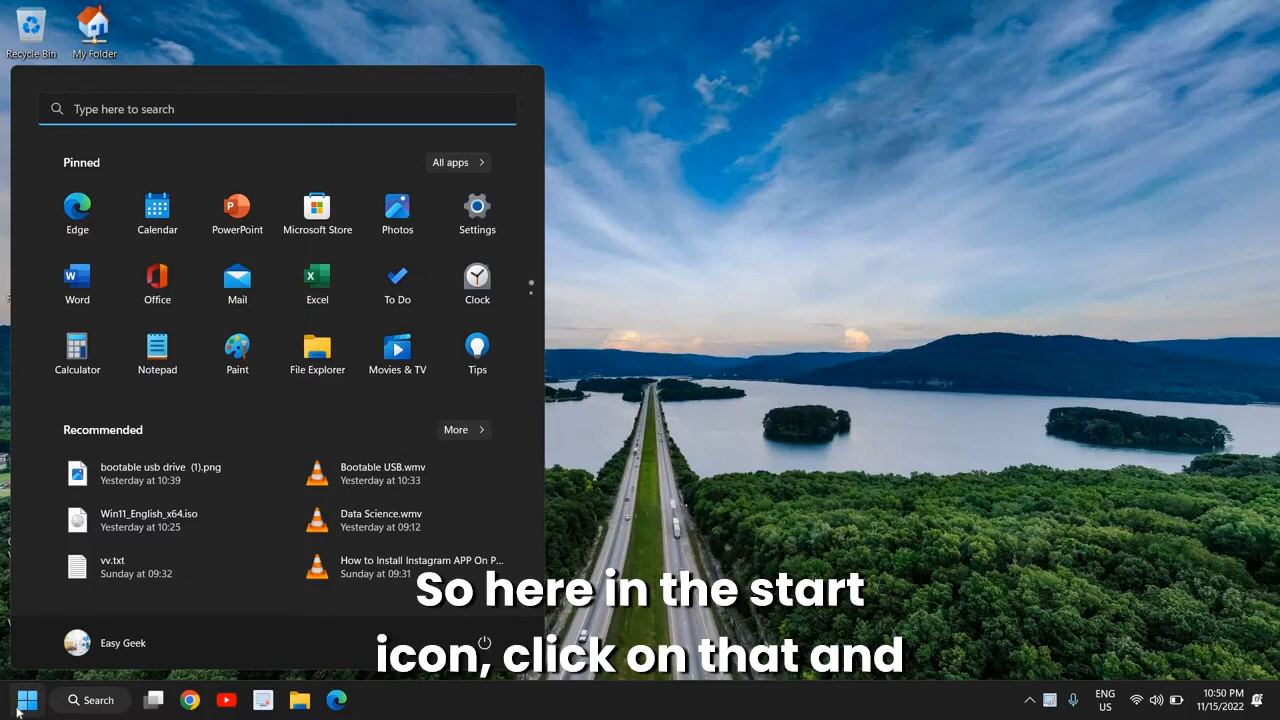 Recycle Bin
My Folder
Type here to search
Pinned
All apps
Edge
Calendar
PowerPoint
Microsoft Store
Photos
Settings
Word
Office
Mail
Excel
To Do
Clock
Calculator
Notepad
Paint
File Explorer
Movies & TV
Tips
Recommended
More
bootable usb drive (1).png
Yesterday at 10:39
Bootable USB.wmv
Yesterday at 10:33
Win11_English_x64.iso
Yesterday at 10:25
Data Science.wmv
Yesterday at 09:12
vv.txt
Sunday at 09:32
How to Install Instagram APP On P...
Sunday at 09:31
So here in the start
icon, click on that and
Easy Geek
Search
ENG
US
10:50 PM
11/15/2022